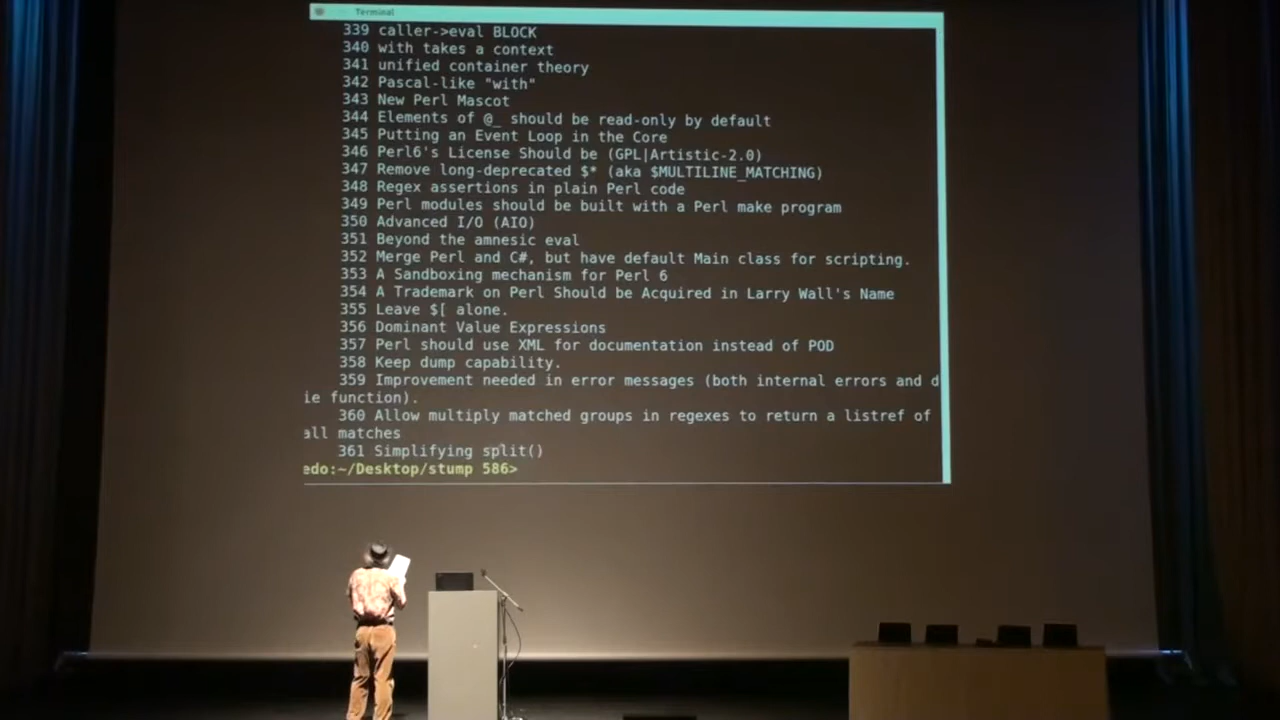 Terminal
339 caller->eval BLOCK
340 with takes a context
341 unified container theory
342 Pascal-like "with"
343 New Perl Mascot
344 Elements of @_ should be read-only by default
345 Putting an Event Loop in the Core
346 Perl6's License Should be (GPL|Artistic-2.0)
347 Remove long-deprecated $* (aka $MULTILINE_MATCHING)
348 Regex assertions in plain Perl code
349 Perl modules should be built with a Perl make program
350 Advanced I/O (AIO)
351 Beyond the amnesic eval
352 Merge Perl and C#, but have default Main class for scripting.
353 A Sandboxing mechanism for Perl 6
354 A Trademark on Perl Should be Acquired in Larry Wall's Name
355 Leave $[ alone.
356 Dominant Value Expressions
357 Perl should use XML for documentation instead of POD
358 Keep dump capability.
359 Improvement needed in error messages (both internal errors and d
ie function).
360 Allow multiply matched groups in regexes to return a listref of
all matches
361 Simplifying split()
edo:~/Desktop/stump 586>